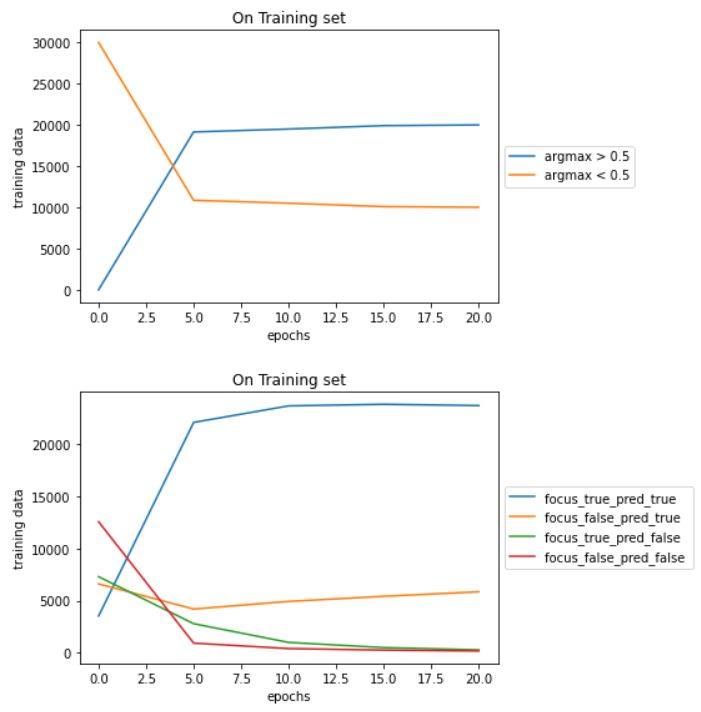 On Training set
30000
25000
20000
15000
10000
5000
0
training data
0.0 2.5 5.0 7.5 10.0 12.5 15.0 17.5 20.0
epochs
argmax > 0.5
argmax < 0.5
On Training set
20000
15000
10000
5000
0
training data
0.0 2.5 5.0 7.5 10.0 12.5 15.0 17.5 20.0
epochs
focus_true_pred_true
focus_false_pred_true
focus_true_pred_false
focus_false_pred_false